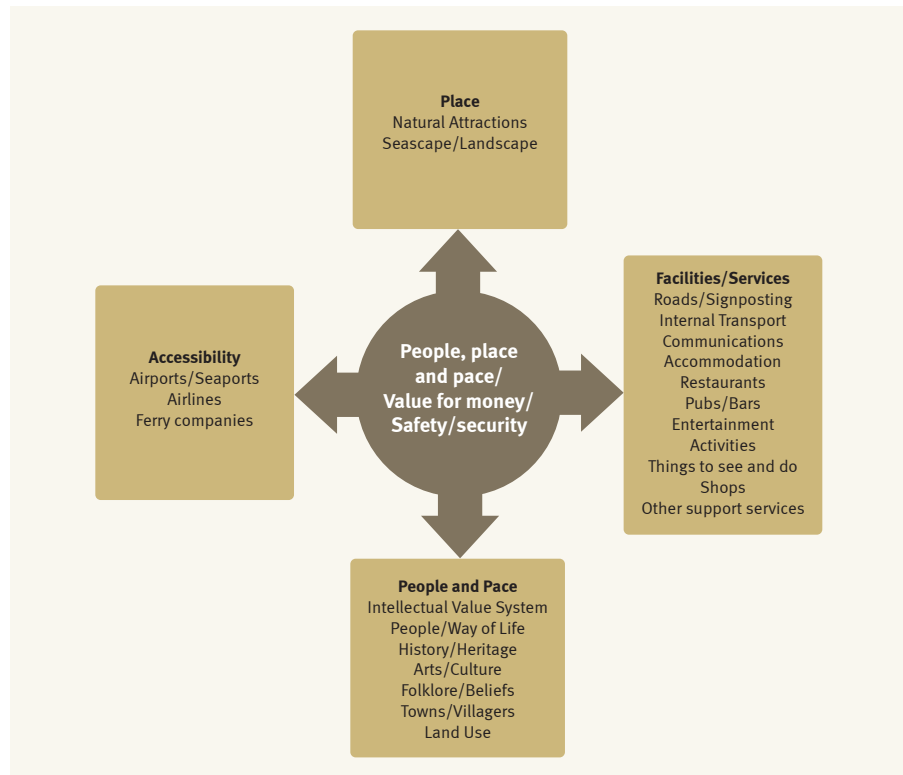 Place
Natural Attractions
Seascape/Landscape
Accessibility
Airports/Seaports
Airlines
Ferry companies
People, place
and pace/
Value for money/
Safety/security
Facilities/Services
Roads/Signposting
Internal Transport
Communications
Accommodation
Restaurants
Pubs/Bars
Entertainment
Activities
Things to see and do
Shops
Other support services
People and Pace
Intellectual Value System
People/Way of Life
History/Heritage
Arts/Culture
Folklore/Beliefs
Towns/Villagers
Land Use